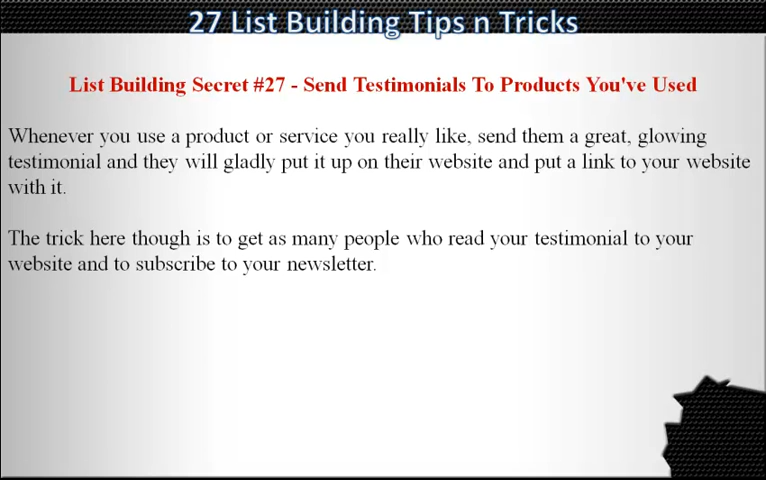 27 List Building Tips n Tricks
List Building Secret #27 - Send Testimonials To Products You've Used
Whenever you use a product or service you really like, send them a great, glowing
testimonial and they will gladly put it up on their website and put a link to your website
with it.
The trick here though is to get as many people who read your testimonial to your
website and to subscribe to your newsletter.